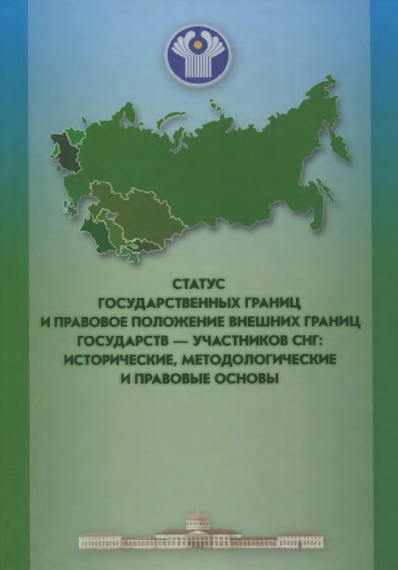 СТАТУС
ГОСУДАРСТВЕННЫХ ГРАНИЦ
И ПРАВОВОЕ ПОЛОЖЕНИЕ ВНЕШНИХ ГРАНИЦ
ГОСУДАРСТВ — УЧАСТНИКОВ СНГ:
ИСТОРИЧЕСКИЕ, МЕТОДОЛОГИЧЕСКИЕ
И ПРАВОВЫЕ ОСНОВЫ